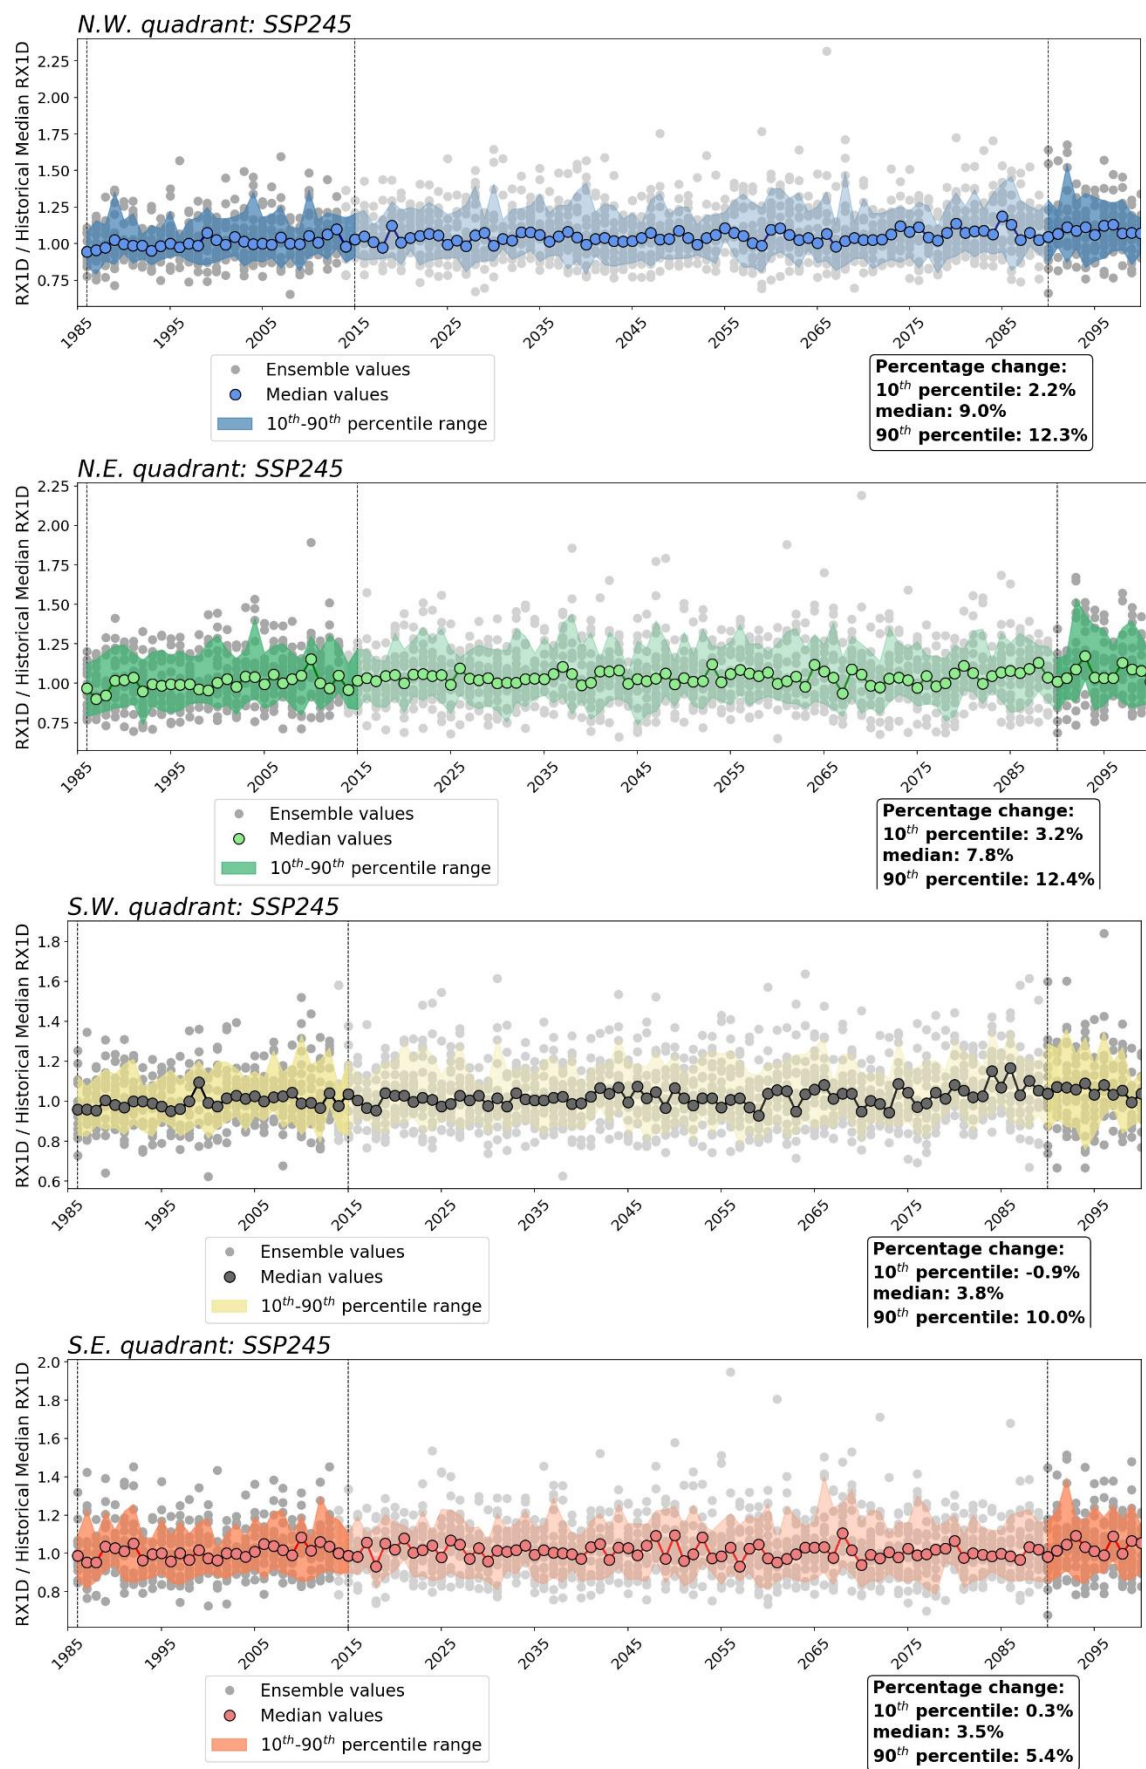 N.W. quadrant: SSP245
RX1D / Historical Median RX1D
2.25
2.00
1.75
1.50
1.25
1.00
0.75
1985
1995
2005
2015
2025
2035
2045
2055
2065
2075
2085
2095
Ensemble values
Median values
10th-90th percentile range
Percentage change:
10th percentile: 2.2%
median: 9.0%
90th percentile: 12.3%
N.E. quadrant: SSP245
RX1D / Historical Median RX1D
2.25
2.00
1.75
1.50
1.25
1.00
0.75
1985
1995
2005
2015
2025
2035
2045
2055
2065
2075
2085
2095
Ensemble values
Median values
10th-90th percentile range
Percentage change:
10th percentile: 3.2%
median: 7.8%
90th percentile: 12.4%
S.W. quadrant: SSP245
RX1D / Historical Median RX1D
1.8
1.6
1.4
1.2
1.0
0.8
0.6
1985
1995
2005
2015
2025
2035
2045
2055
2065
2075
2085
2095
Ensemble values
Median values
10th-90th percentile range
Percentage change:
10th percentile: -0.9%
median: 3.8%
90th percentile: 10.0%
S.E. quadrant: SSP245
RX1D / Historical Median RX1D
2.0
1.8
1.6
1.4
1.2
1.0
0.8
1985
1995
2005
2015
2025
2035
2045
2055
2065
2075
2085
2095
Ensemble values
Median values
10th-90th percentile range
Percentage change:
10th percentile: 0.3%
median: 3.5%
90th percentile: 5.4%